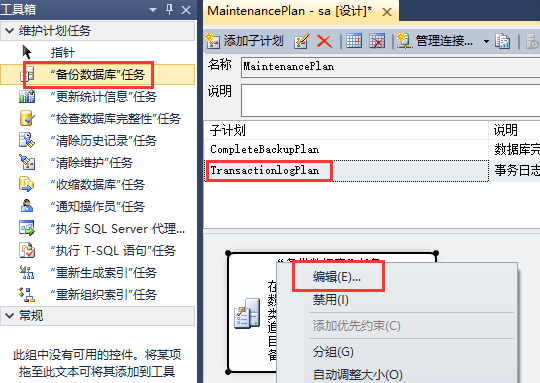 工具箱
维护计划任务
指针
“备份数据库”任务
“更新统计信息”任务
“检查数据库完整性”任务
“清除历史记录”任务
“清除维护”任务
“收缩数据库”任务
“通知操作员”任务
“执行 SQL Server 代理...
“执行 T-SQL 语句”任务
“重新生成索引”任务
“重新组织索引”任务
常规
此组中没有可用的控件。将某项
拖至此文本可将其添加到工具
MaintenancePlan - sa [设计]*
添加子计划
管理连接...
名称
MaintenancePlan
说明
子计划
说明
CompleteBackupPlan
数据库完
TransactionlogPlan
事务日志
在
数
类
追
目
备
编辑(E)...
禁用(I)
添加优先约束(C)
分组(G)
自动调整大小(O)